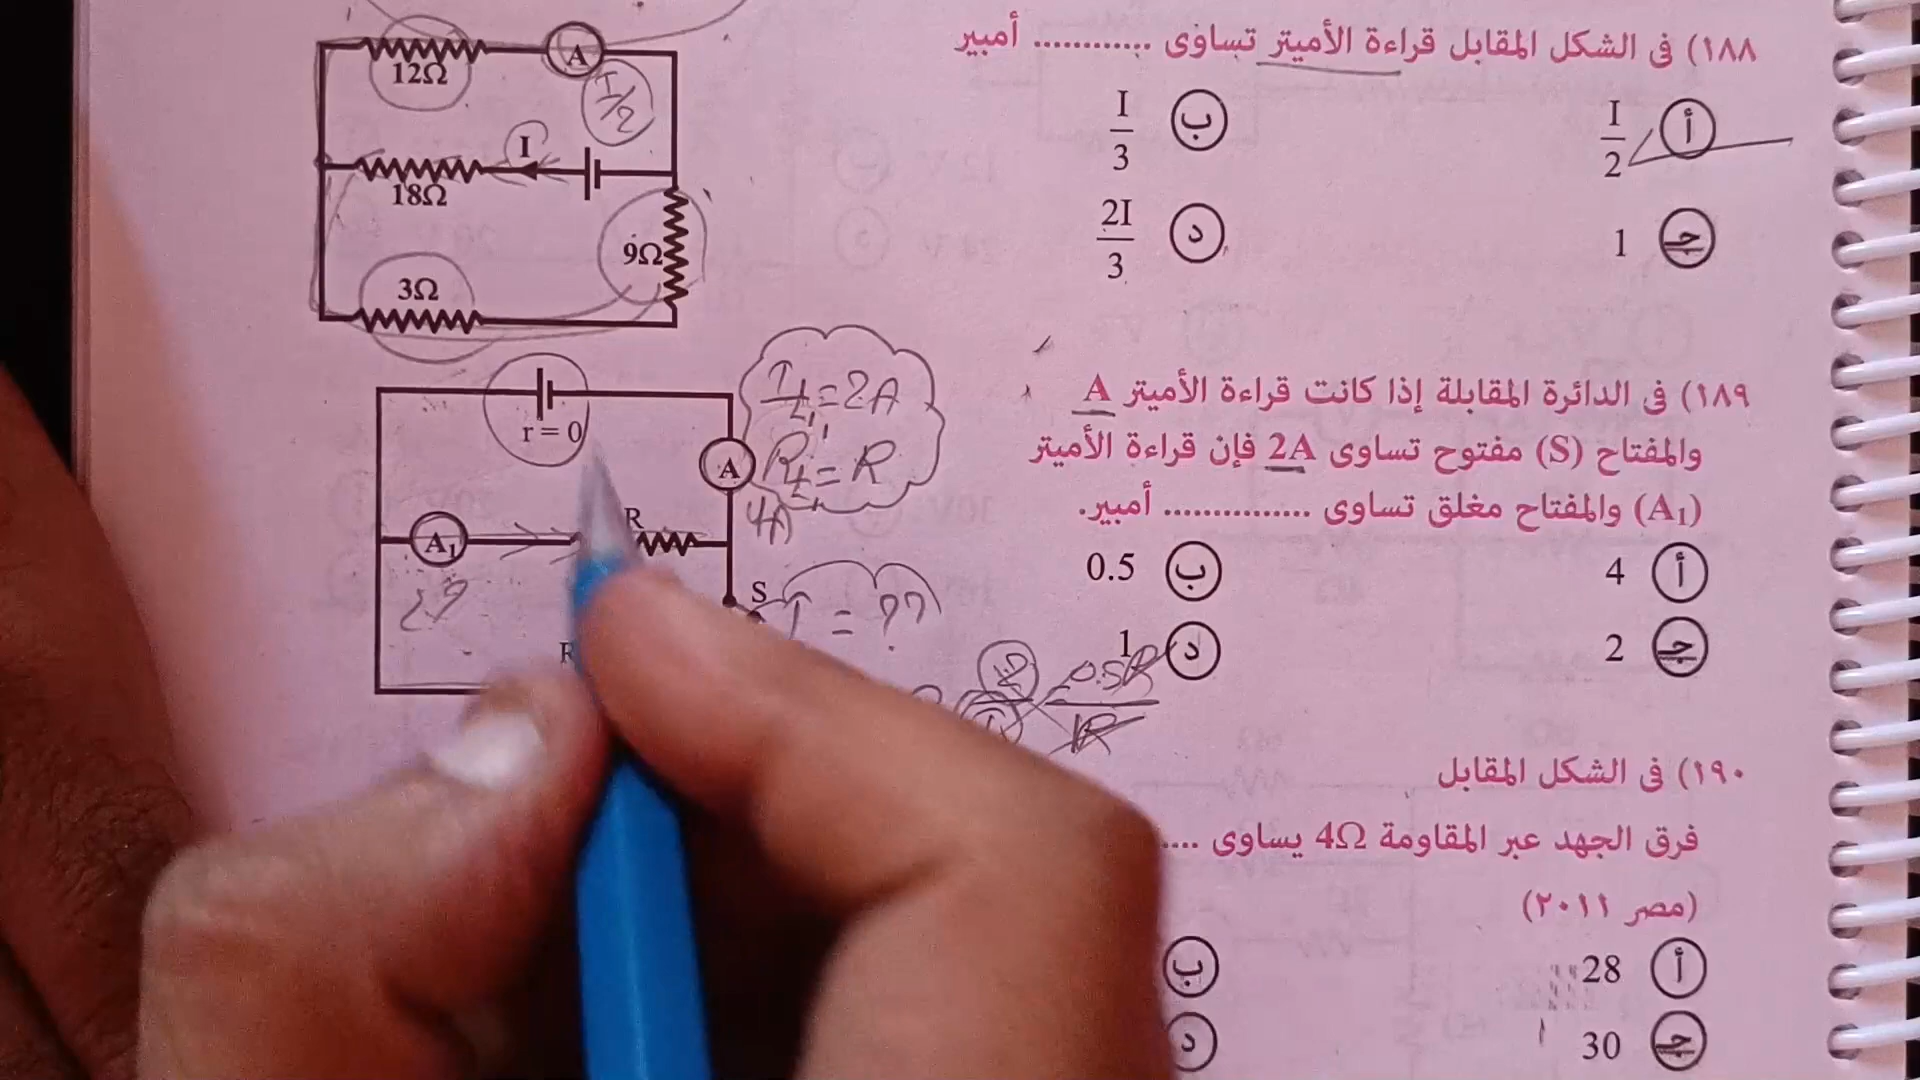 ١٨٨) فى الشكل المقابل قراءة الأميتر تساوى ............ أمبير
أ I/2
ب I/3
جـ 1
د 2I/3
12Ω
A
I/2
I
18Ω
9Ω
3Ω
١٨٩) فى الدائرة المقابلة إذا كانت قراءة الأميتر A
والمفتاح (S) مفتوح تساوى 2A فإن قراءة الأميتر
(A₁) والمفتاح مغلق تساوى ............... أمبير.
أ 4
ب 0.5
جـ 2
د 1
r = 0
A
4A
A₁
R
S
R
= 2A
= R
= ??
0.5R
١٩٠) فى الشكل المقابل
فرق الجهد عبر المقاومة 4Ω يساوى ....
(مصر ٢٠١١)
أ 28
ب
جـ 30
د